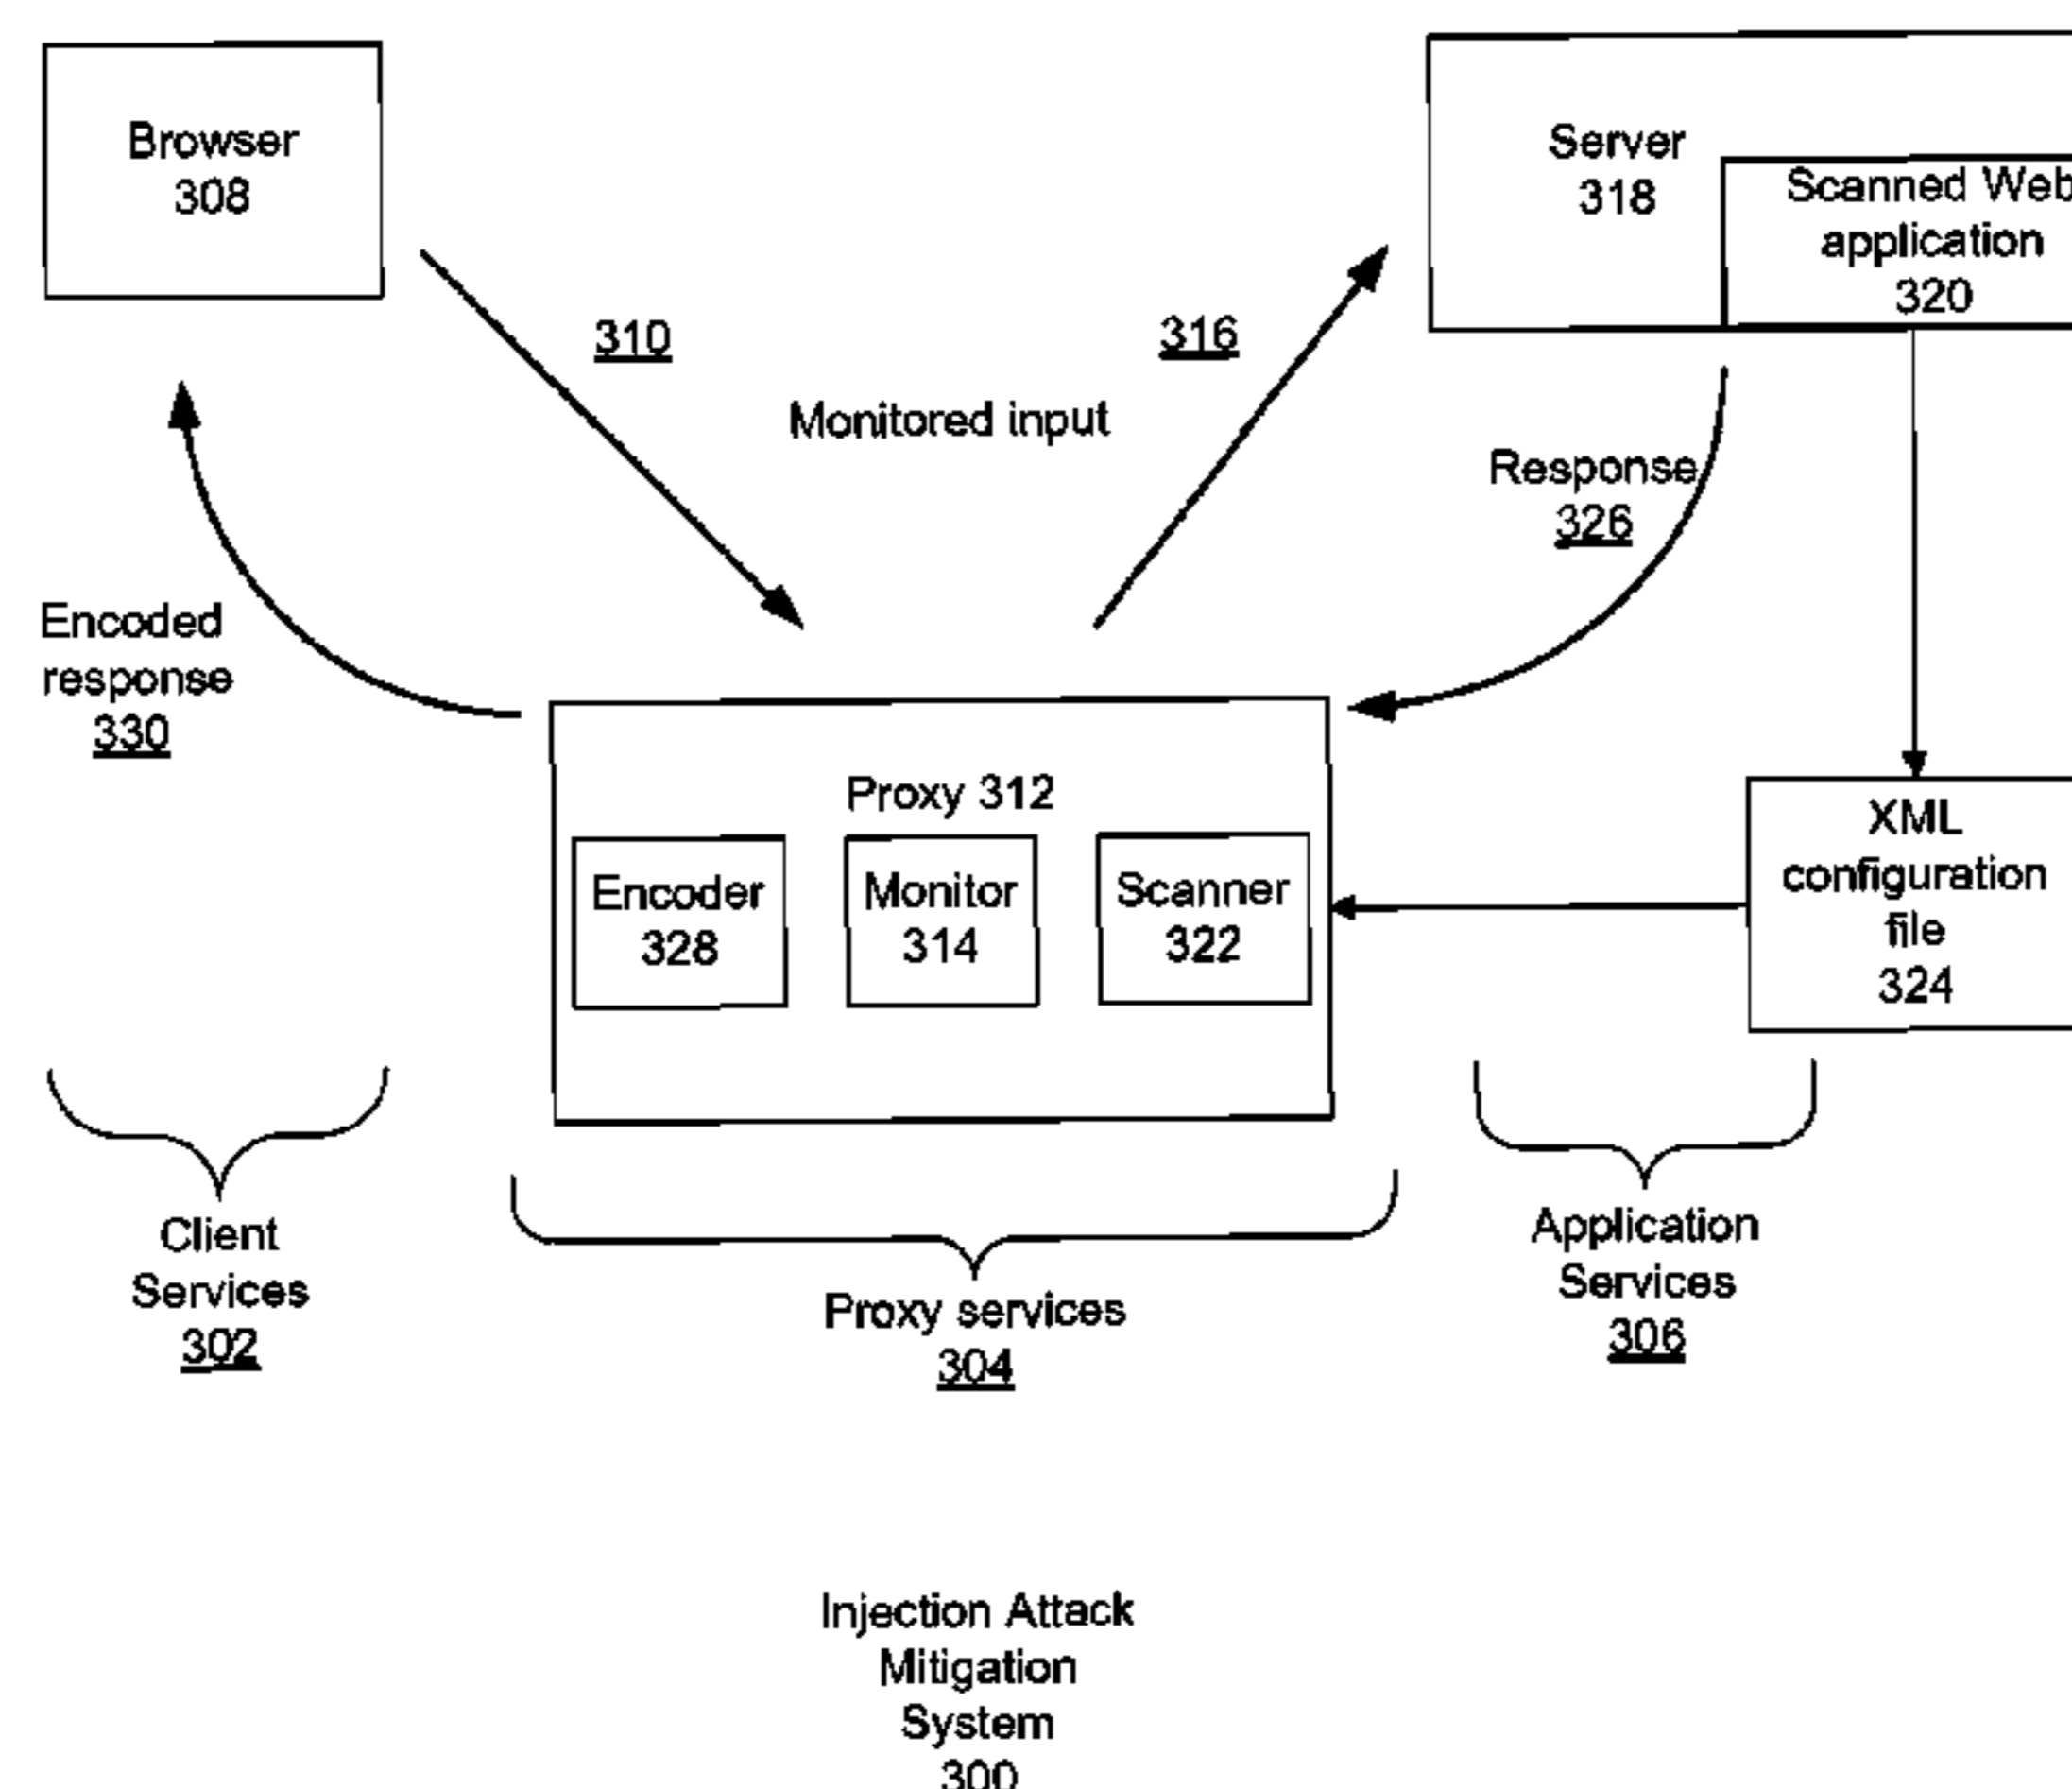 Browser
308
Server
318
Scanned Web
application
320
310
316
Monitored input
Response
326
Encoded
response
330
Proxy 312
Encoder
328
Monitor
314
Scanner
322
XML
configuration
file
324
Client
Services
302
Proxy services
304
Application
Services
306
Injection Attack
Mitigation
System
300